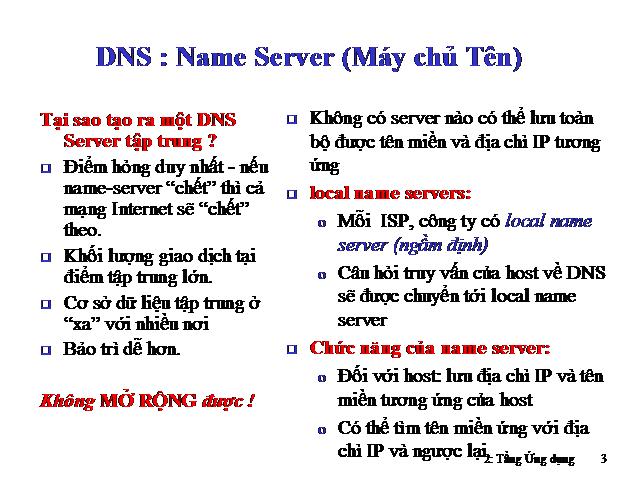 DNS : Name Server (Máy chủ Tên)
Tại sao tạo ra một DNS
Server tập trung ?
Điểm hỏng duy nhất - nếu
name-server “chết” thì cả
mạng Internet sẽ “chết”
theo.
Khối lượng giao dịch tại
điểm tập trung lớn.
Cơ sở dữ liệu tập trung ở
“xa” với nhiều nơi
Bảo trì dễ hơn.
Không MỞ RỘNG được !
Không có server nào có thể lưu toàn
bộ được tên miền và địa chỉ IP tương
ứng
local name servers:
Mỗi ISP, công ty có local name
server (ngầm định)
Câu hỏi truy vấn của host về DNS
sẽ được chuyển tới local name
server
Chức năng của name server:
Đối với host: lưu địa chỉ IP và tên
miền tương ứng của host
Có thể tìm tên miền ứng với địa
chỉ IP và ngược lại.
2: Tầng Ứng dụng 3